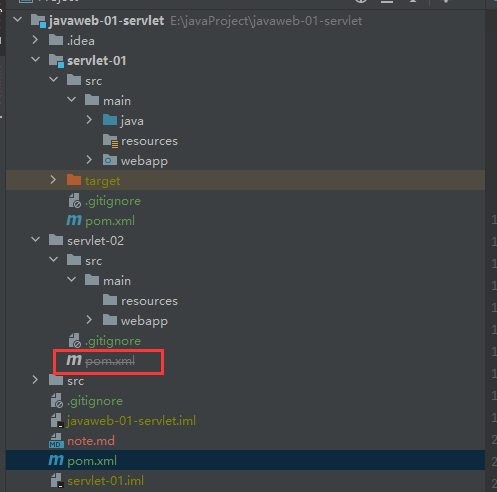 javaweb-01-servlet E:\javaProject\javaweb-01-servlet
.idea
servlet-01
src
main
java
resources
webapp
target
.gitignore
pom.xml
servlet-02
src
main
resources
webapp
.gitignore
pom.xml
src
.gitignore
javaweb-01-servlet.iml
note.md
pom.xml
servlet-01.iml